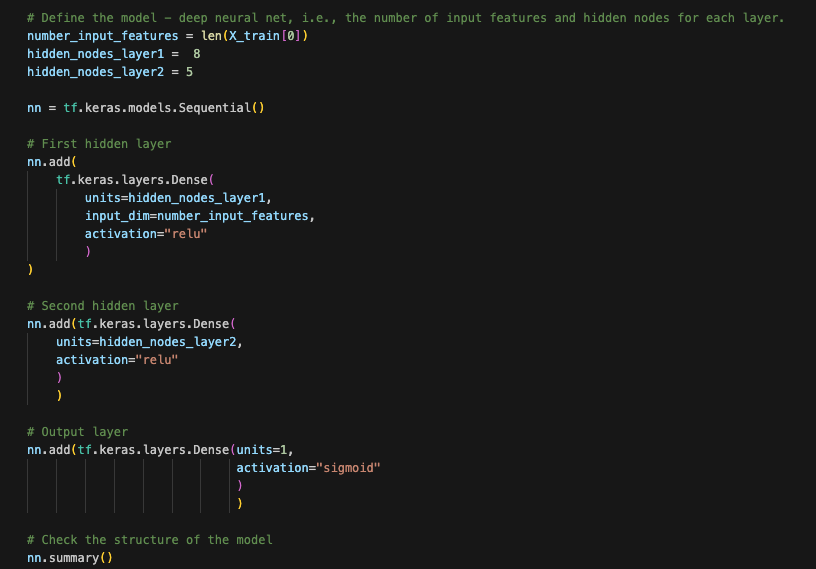 # Define the model - deep neural net, i.e., the number of input features and hidden nodes for each layer.
number_input_features = len(X_train[0])
hidden_nodes_layer1 =  8
hidden_nodes_layer2 = 5

nn = tf.keras.models.Sequential()

# First hidden layer
nn.add(
    tf.keras.layers.Dense(
        units=hidden_nodes_layer1,
        input_dim=number_input_features,
        activation="relu"
        )
)

# Second hidden layer
nn.add(tf.keras.layers.Dense(
    units=hidden_nodes_layer2,
    activation="relu"
    )
    )

# Output layer
nn.add(tf.keras.layers.Dense(units=1,
                             activation="sigmoid"
                             )
                             )

# Check the structure of the model
nn.summary()